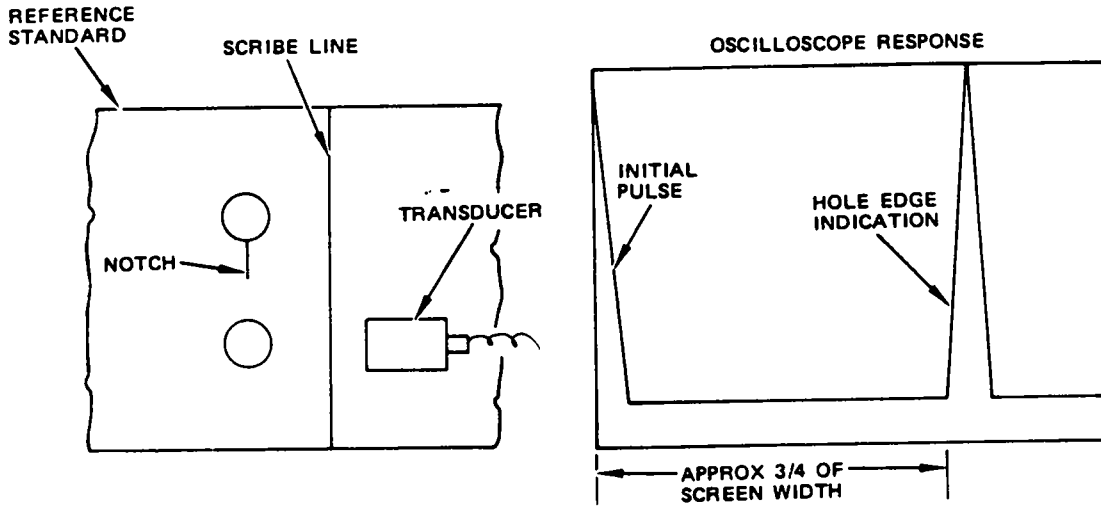 REFERENCE
STANDARD
SCRIBE LINE
TRANSDUCER
NOTCH
OSCILLOSCOPE RESPONSE
INITIAL
PULSE
HOLE EDGE
INDICATION
APPROX 3/4 OF
SCREEN WIDTH